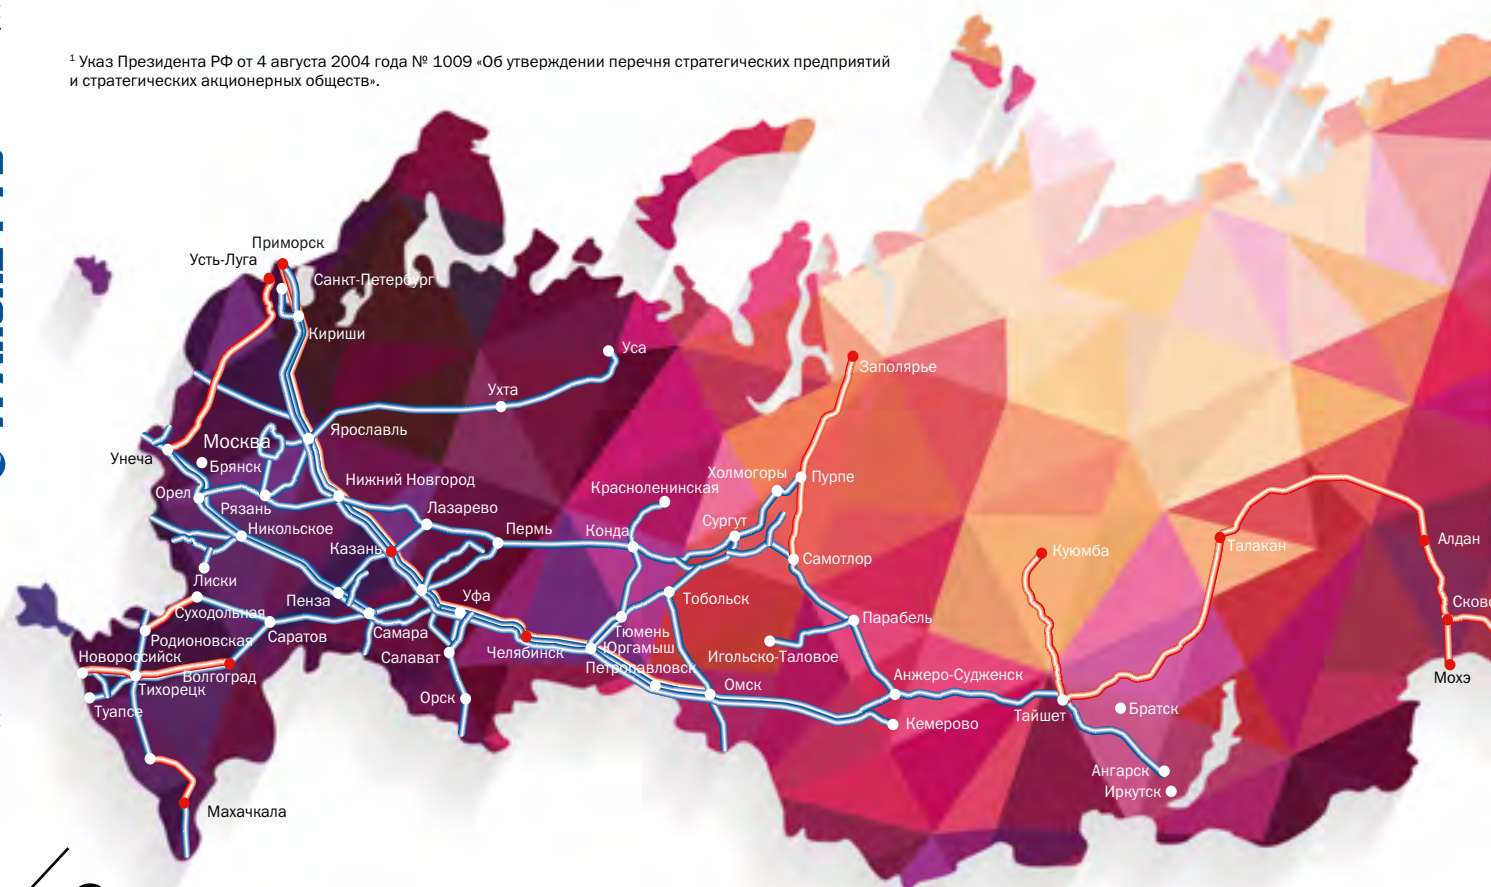 ¹ Указ Президента РФ от 4 августа 2004 года № 1009 «Об утверждении перечня стратегических предприятий
и стратегических акционерных обществ».
Приморск
Усть-Луга
Санкт-Петербург
Кириши
Уса
Заполярье
Ухта
Ярославль
Москва
Унеча
Брянск
Холмогоры
Пурпе
Нижний Новгород
Красноленинская
Орел
Рязань
Лазарево
Сургут
Никольское
Пермь
Конда
Алдан
Талакан
Казань
Куюмба
Самотлор
Лиски
Уфа
Пенза
Тобольск
Суходольная
Парабель
Самара
Тюмень
Саратов
Родионовская
Юргамыш
Челябинск
Новороссийск
Салават
Игольско-Таловое
Петропавловск
Волгоград
Анжеро-Судженск
Мохэ
Тихорецк
Омск
Орск
Туапсе
Братск
Тайшет
Кемерово
Ангарск
Иркутск
Махачкала